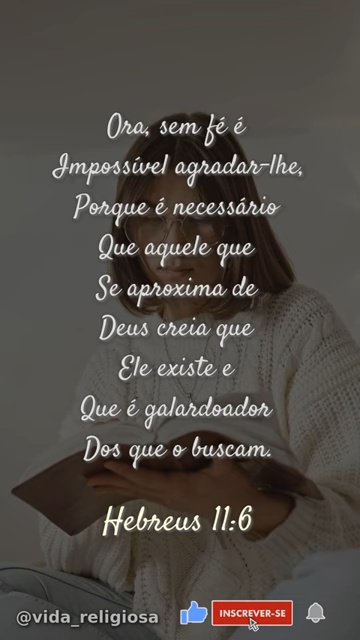 Ora, sem fé é
Impossível agradar-lhe,
Porque é necessário
Que aquele que
Se aproxima de
Deus creia que
Ele existe e
Que é galardoador
Dos que o buscam.
Hebreus 11:6
@vida_religiosa
INSCREVER-SE